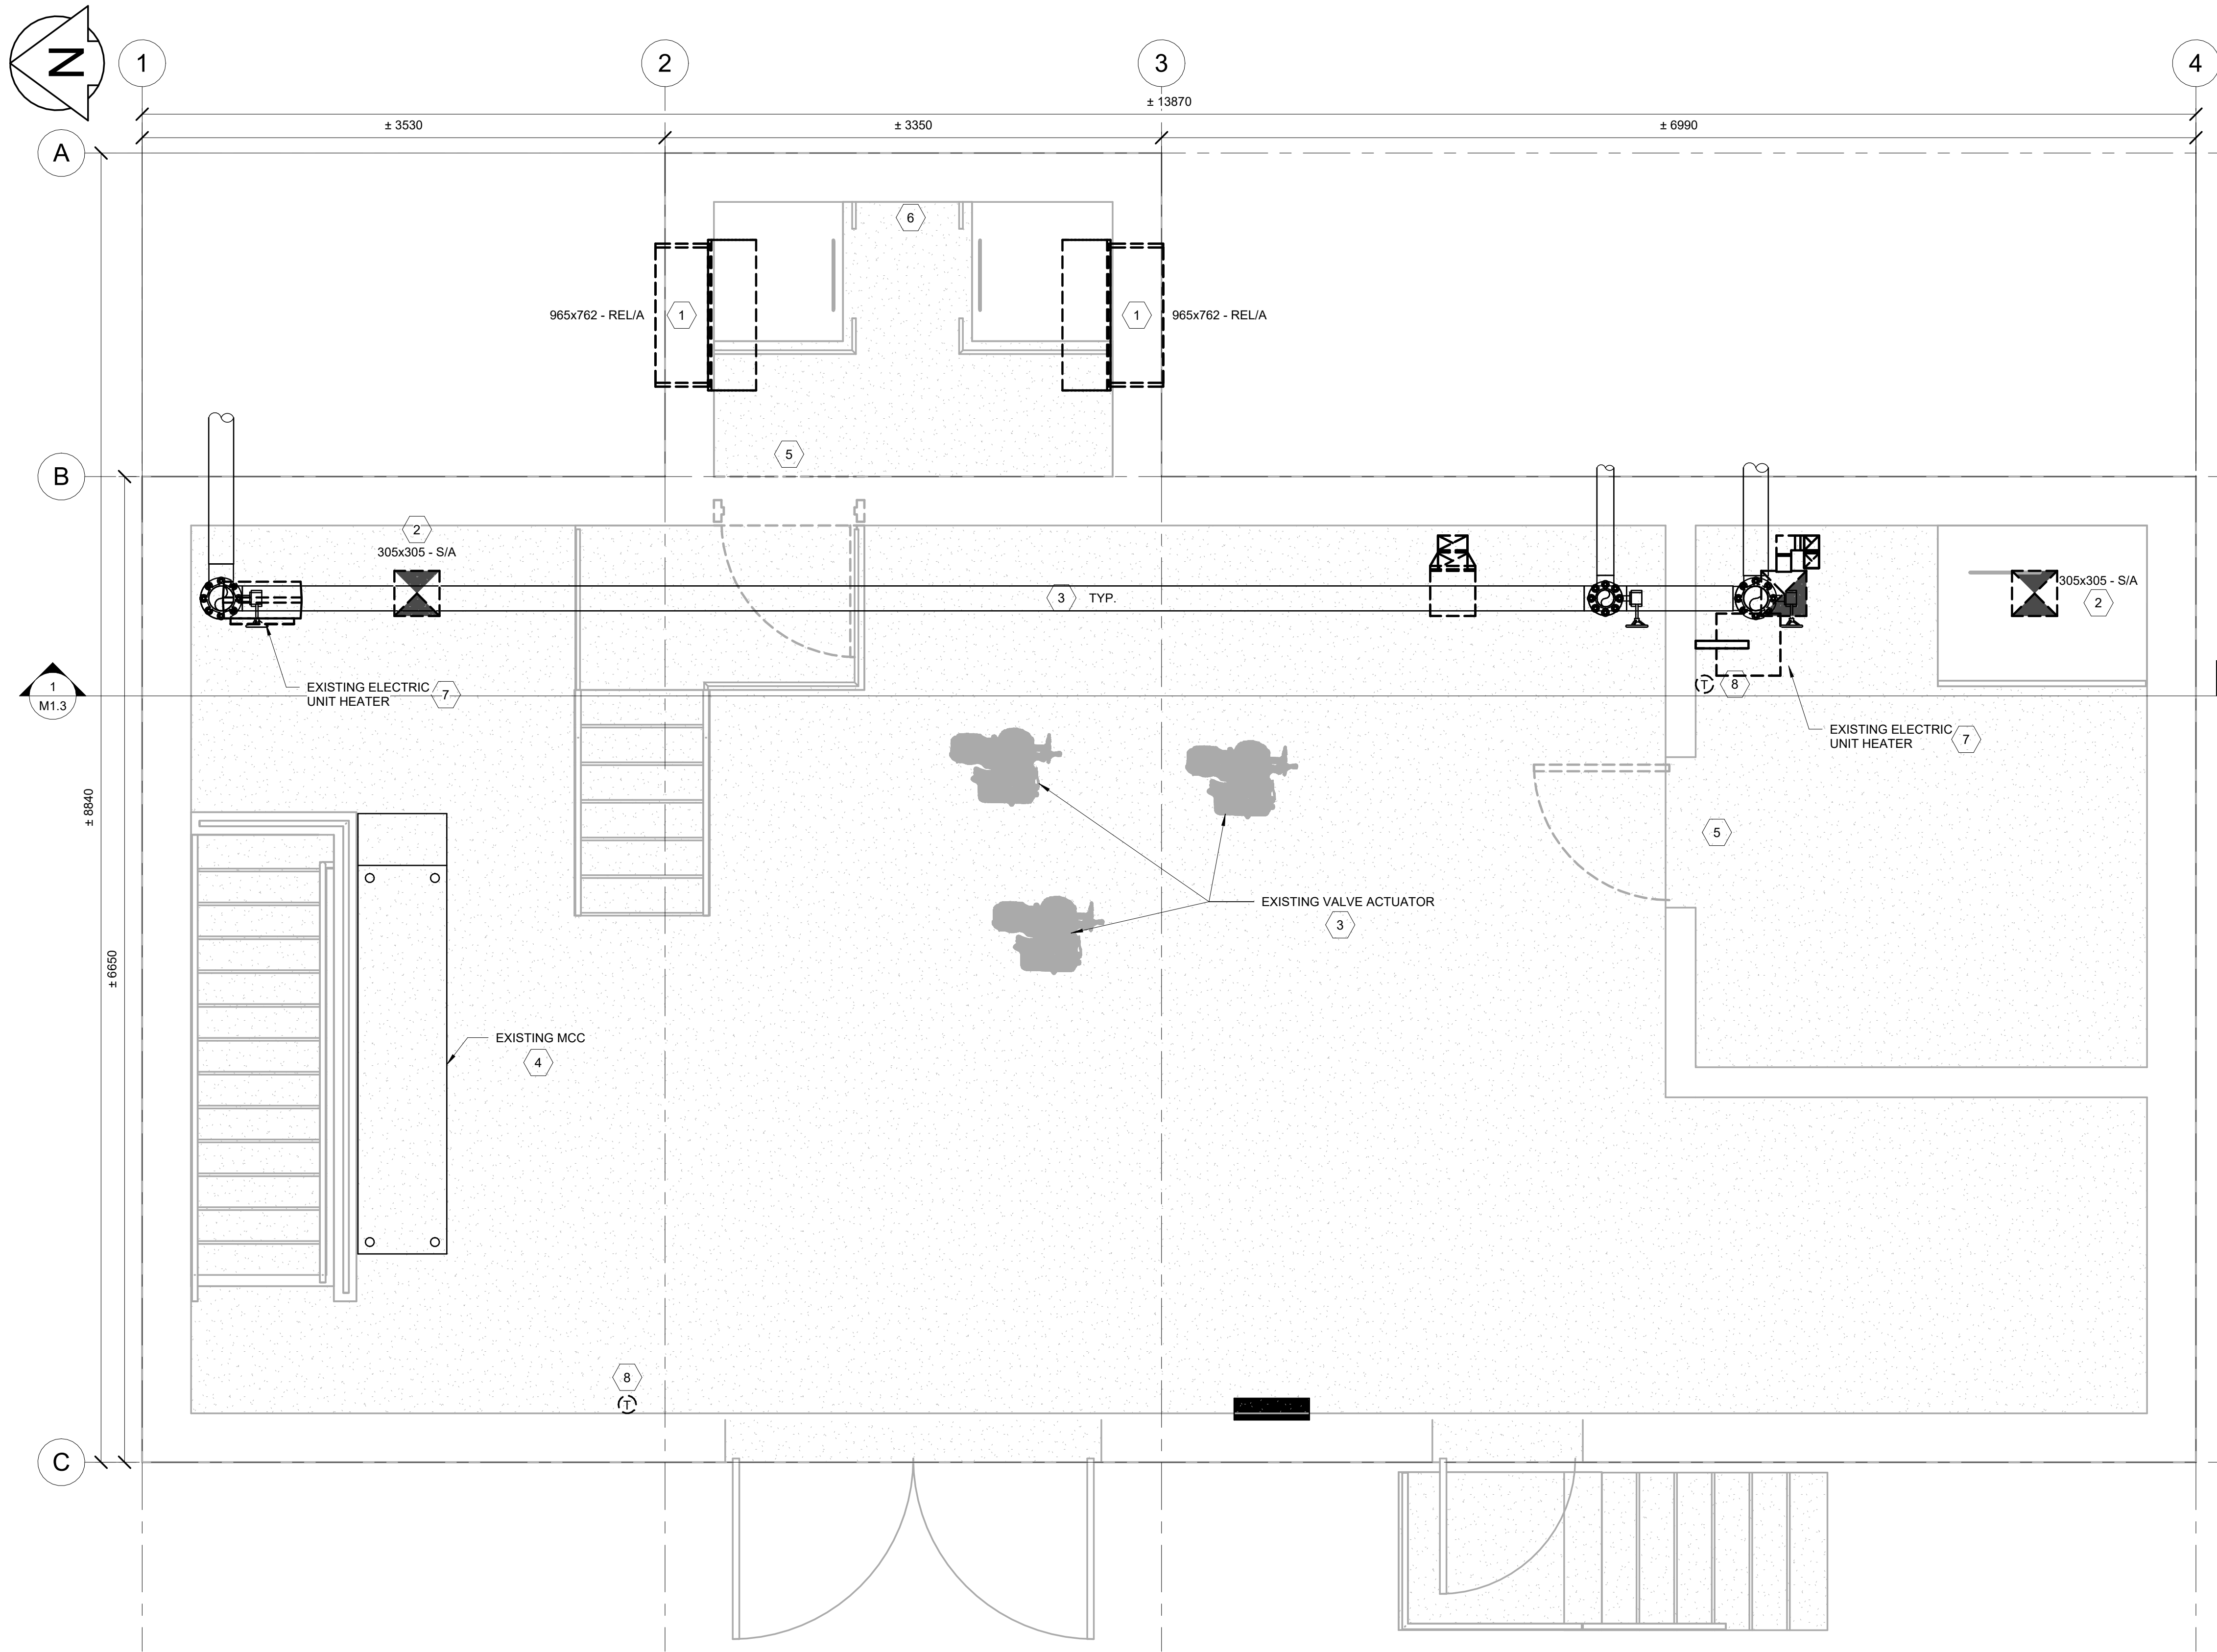 N
1
2
3
4
± 13870
± 3530
± 3350
± 6990
A
6
965x762 - REL/A
1
1
965x762 - REL/A
5
B
2
305x305 - S/A
3
TYP.
305x305 - S/A
2
1
M1.3
EXISTING ELECTRIC
UNIT HEATER
7
T
8
EXISTING ELECTRIC
UNIT HEATER
7
± 8840
5
EXISTING VALVE ACTUATOR
3
± 6650
EXISTING MCC
4
8
T
C